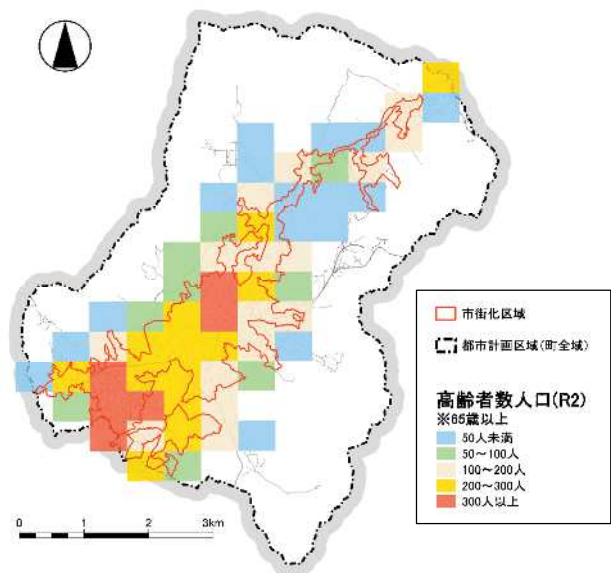 市街化区域
都市計画区域(町全域)
高齢者数人口(R2)
※65歳以上
50人未満
50～100人
100～200人
200～300人
300人以上
0 1 2 3km